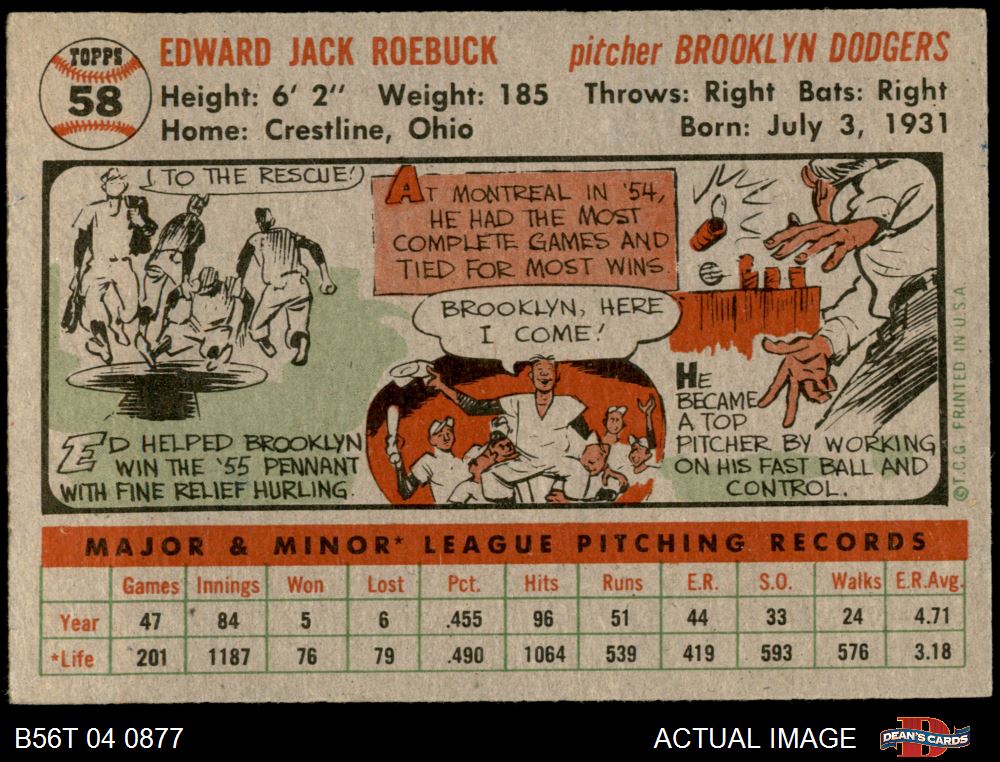 TOPPS
58
EDWARD JACK ROEBUCK pitcher BROOKLYN DODGERS
Height: 6' 2" Weight: 185 Throws: Right Bats: Right
Home: Crestline, Ohio Born: July 3, 1931
TO THE RESCUE!
ED HELPED BROOKLYN
WIN THE '55 PENNANT
WITH FINE RELIEF HURLING.
AT MONTREAL IN '54,
HE HAD THE MOST
COMPLETE GAMES AND
TIED FOR MOST WINS.
BROOKLYN, HERE
I COME!
HE
BECAME
A TOP
PITCHER BY WORKING
ON HIS FAST BALL AND
CONTROL.
©T.C.G. PRINTED IN U.S.A.
MAJOR & MINOR* LEAGUE PITCHING RECORDS
Games Innings Won Lost Pct. Hits Runs E.R. S.O. Walks E.R.Avg.
Year 47 84 5 6 .455 96 51 44 33 24 4.71
*Life 201 1187 76 79 .490 1064 539 419 593 576 3.18
B56T 04 0877 ACTUAL IMAGE DEAN'S CARDS